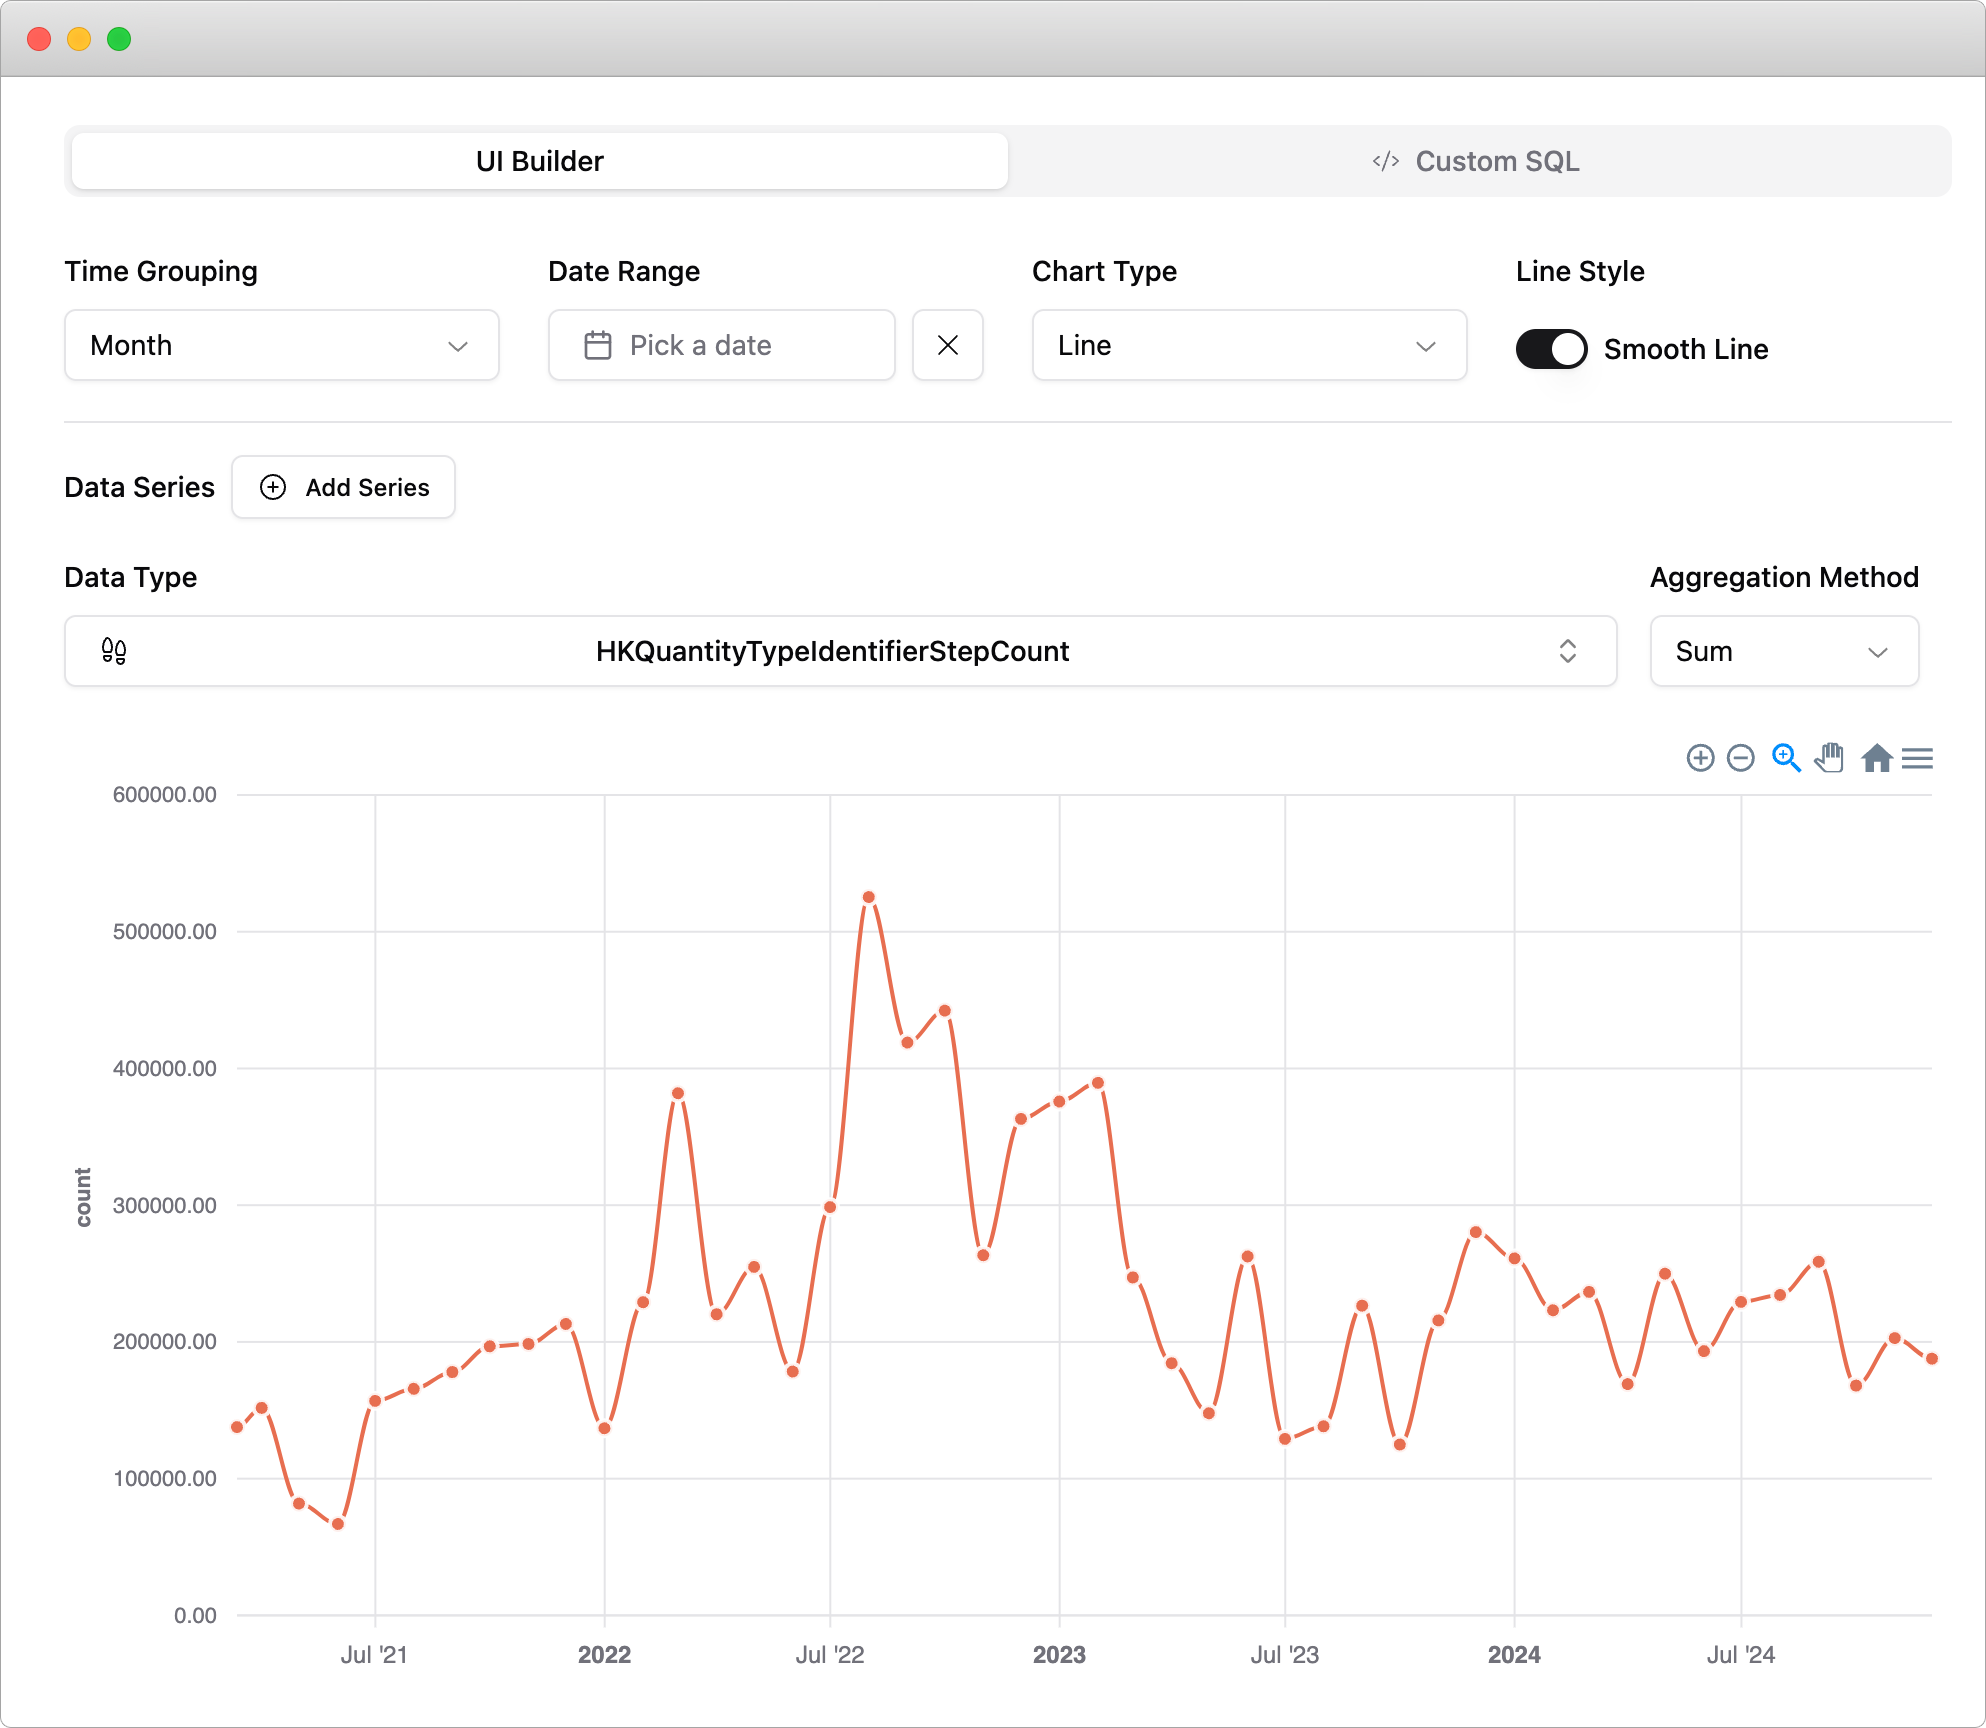 UI Builder
</> Custom SQL
Time Grouping
Date Range
Chart Type
Line Style
Month
Pick a date
Line
Smooth Line
Data Series
Add Series
Data Type
Aggregation Method
HKQuantityTypeIdentifierStepCount
Sum
600000.00
500000.00
400000.00
300000.00
200000.00
100000.00
0.00
count
Jul '21
2022
Jul '22
2023
Jul '23
2024
Jul '24